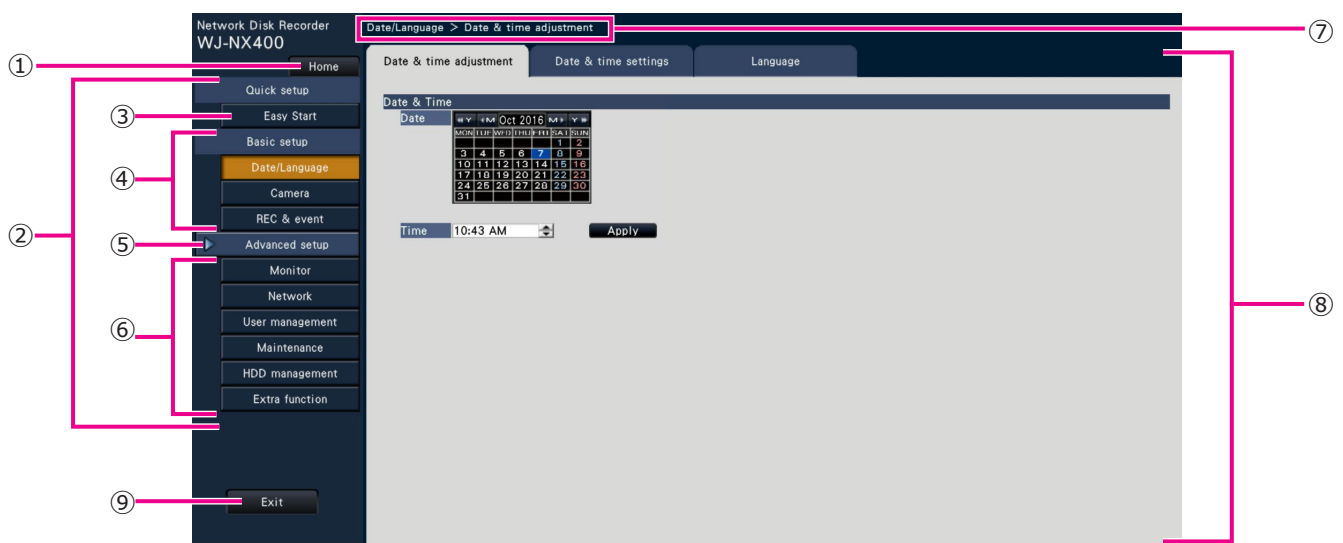 Network Disk Recorder
WJ-NX400
Date/Language > Date & time adjustment
⑦
①
Home
Date & time adjustment
Date & time settings
Language
②
Quick setup
③
Easy Start
Basic setup
④
Date/Language
Camera
REC & event
⑤
Advanced setup
⑥
Monitor
Network
User management
Maintenance
HDD management
Extra function
⑨
Exit
Date & Time
Date
«Y ◂M Oct 2016 M▸ Y»
MON TUE WED THU FRI SAT SUN
1 2
3 4 5 6 7 8 9
10 11 12 13 14 15 16
17 18 19 20 21 22 23
24 25 26 27 28 29 30
31
Time
10:43 AM
Apply
⑧